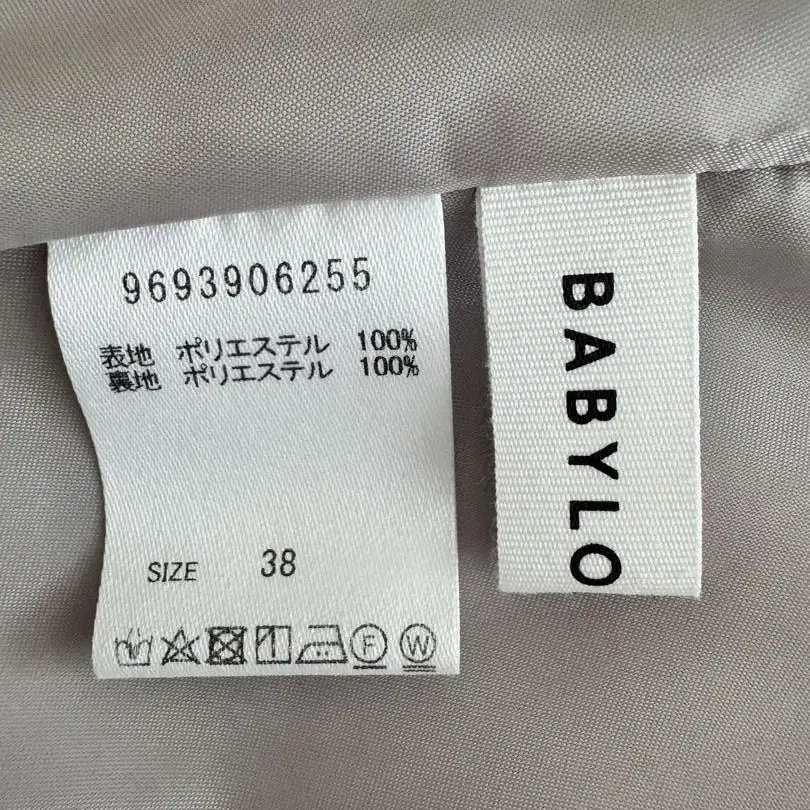 9693906255
表地 ポリエステル 100%
裏地 ポリエステル 100%
SIZE 38
F W
BABYLO